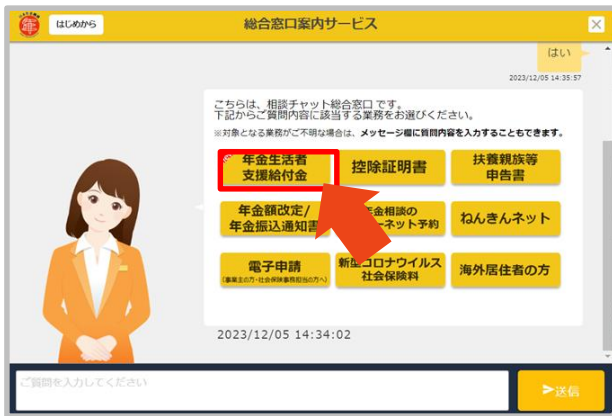 年
はじめから
総合窓口案内サービス
はい
2023/12/05 14:35:57
こちらは、相談チャット総合窓口 です。
下記からご質問内容に該当する業務をお選びください。
※対象となる業務がご不明な場合は、メッセージ欄に質問内容を入力することもできます。
年金生活者
支援給付金
控除証明書
扶養親族等
申告書
年金額改定/
年金振込通知書
年金相談の
ーネット予約
ねんきんネット
電子申請
(事業主の方・社会保険事務担当の方へ)
新型コロナウイルス
社会保険料
海外居住者の方
2023/12/05 14:34:02
ご質問を入力してください
送信